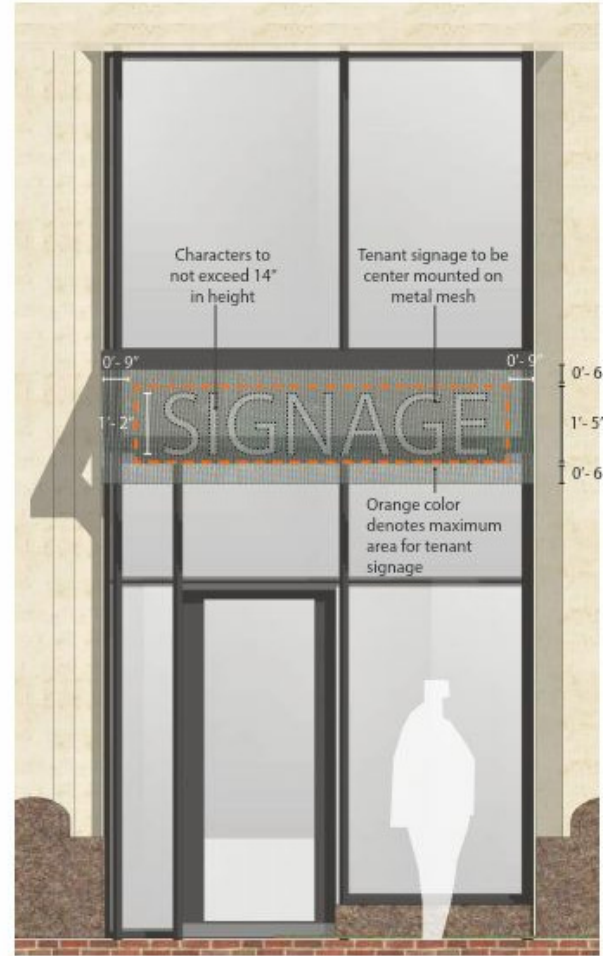 Characters to
not exceed 14"
in height
Tenant signage to be
center mounted on
metal mesh
0'- 9"
0'- 9"
0'- 6
1'- 2"
SIGNAGE
1'- 5"
0'- 6
Orange color
denotes maximum
area for tenant
signage